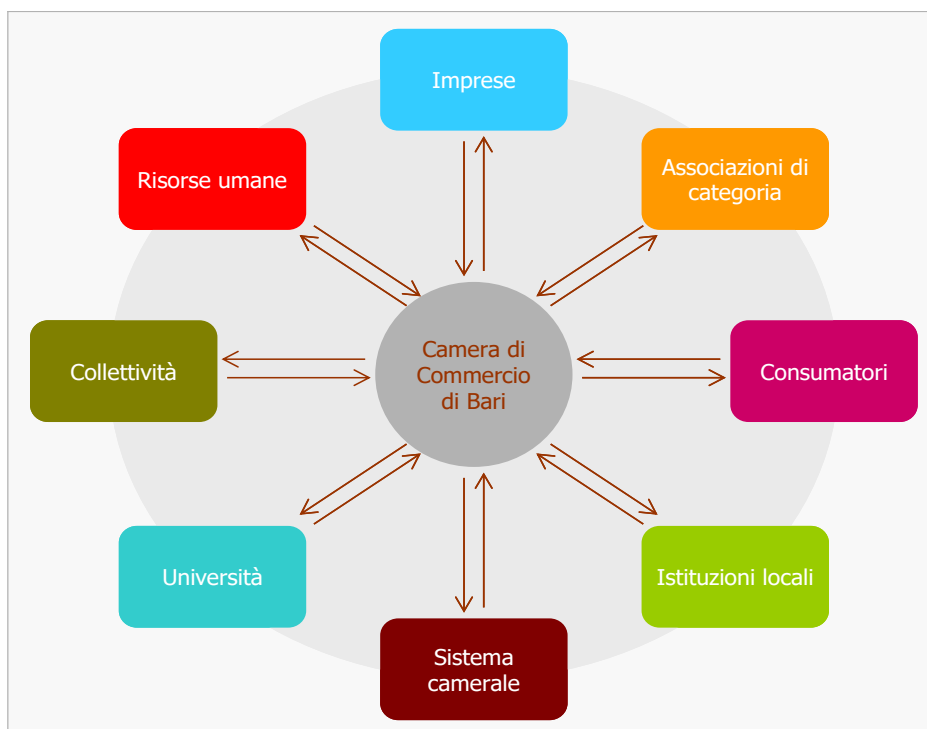 Imprese
Risorse umane
Associazioni di
categoria
Camera di
Commercio
di Bari
Collettività
Consumatori
Università
Istituzioni locali
Sistema
camerale